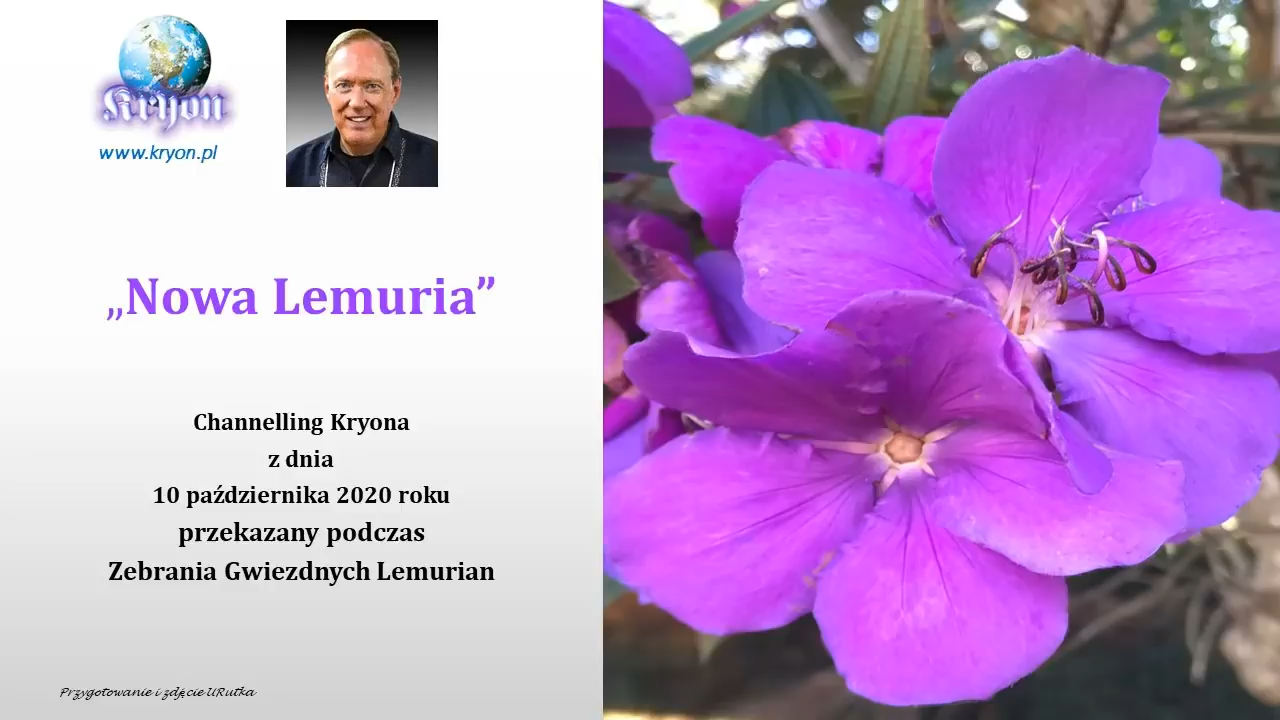 Kryon
www.kryon.pl
„Nowa Lemuria”
Channelling Kryona
z dnia
10 października 2020 roku
przekazany podczas
Zebrania Gwiezdnych Lemurian
Przygotowanie i zdjęcie URutka